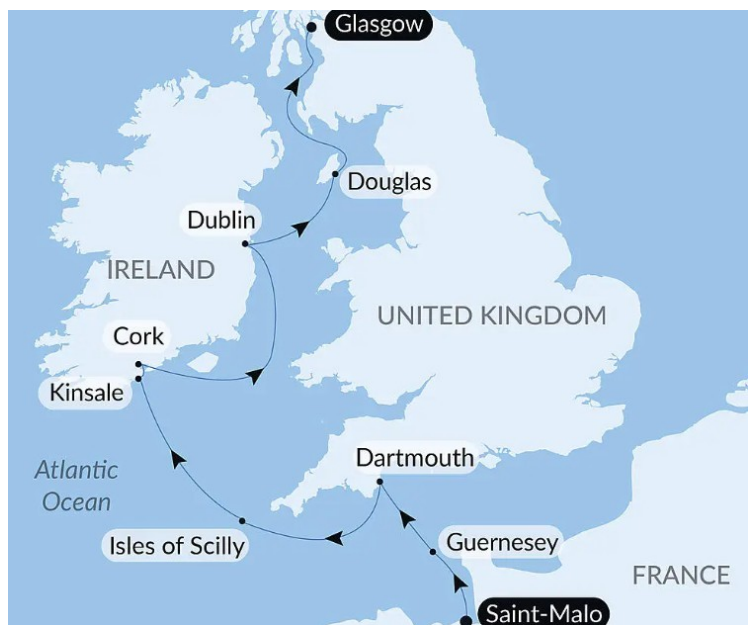 Glasgow
Douglas
Dublin
IRELAND
UNITED KINGDOM
Cork
Kinsale
Dartmouth
Atlantic
Ocean
Isles of Scilly
Guernesey
FRANCE
Saint-Malo